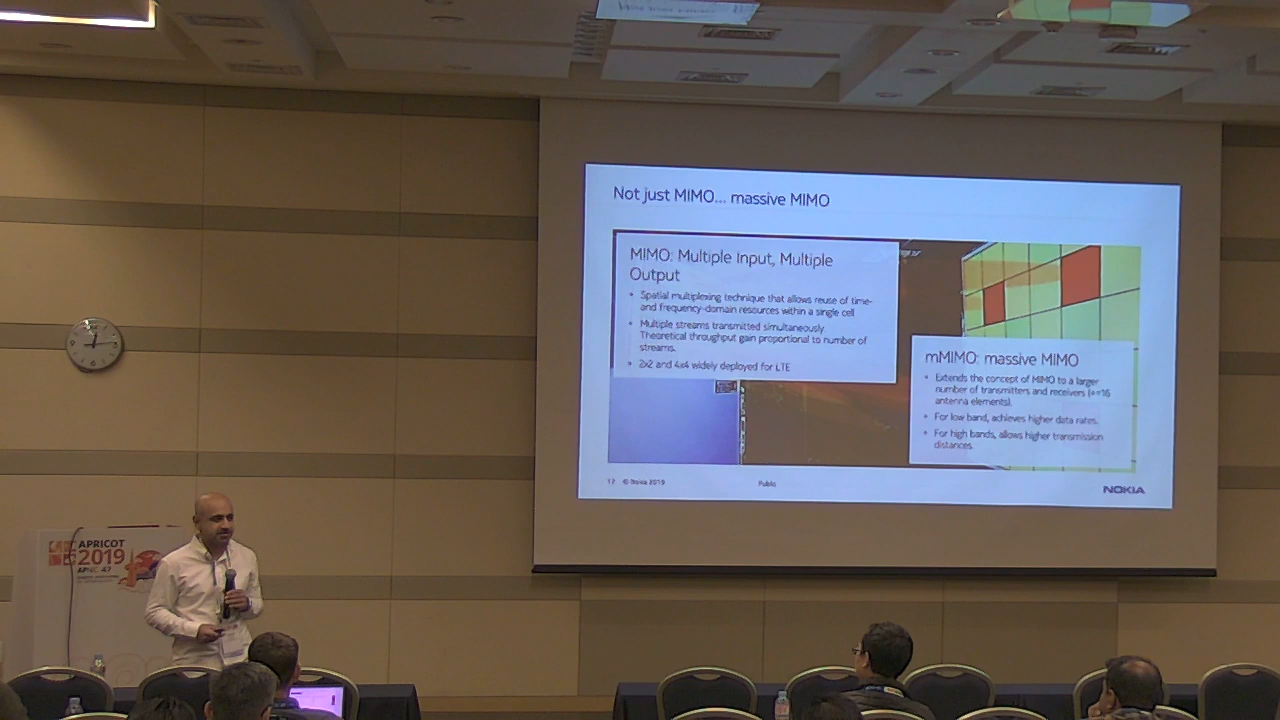 Not just MIMO... massive MIMO
MIMO: Multiple Input, Multiple
Output
• Spatial multiplexing technique that allows reuse of time-
and frequency-domain resources within a single cell
• Multiple streams transmitted simultaneously.
Theoretical throughput gain proportional to number of
streams.
• 2x2 and 4x4 widely deployed for LTE
mMIMO: massive MIMO
• Extends the concept of MIMO to a larger
number of transmitters and receivers (>=16
antenna elements).
• For low band, achieves higher data rates.
• For high bands, allows higher transmission
distances.
© Nokia 2019
Public
NOKIA
APRICOT
2019
APNIC 47